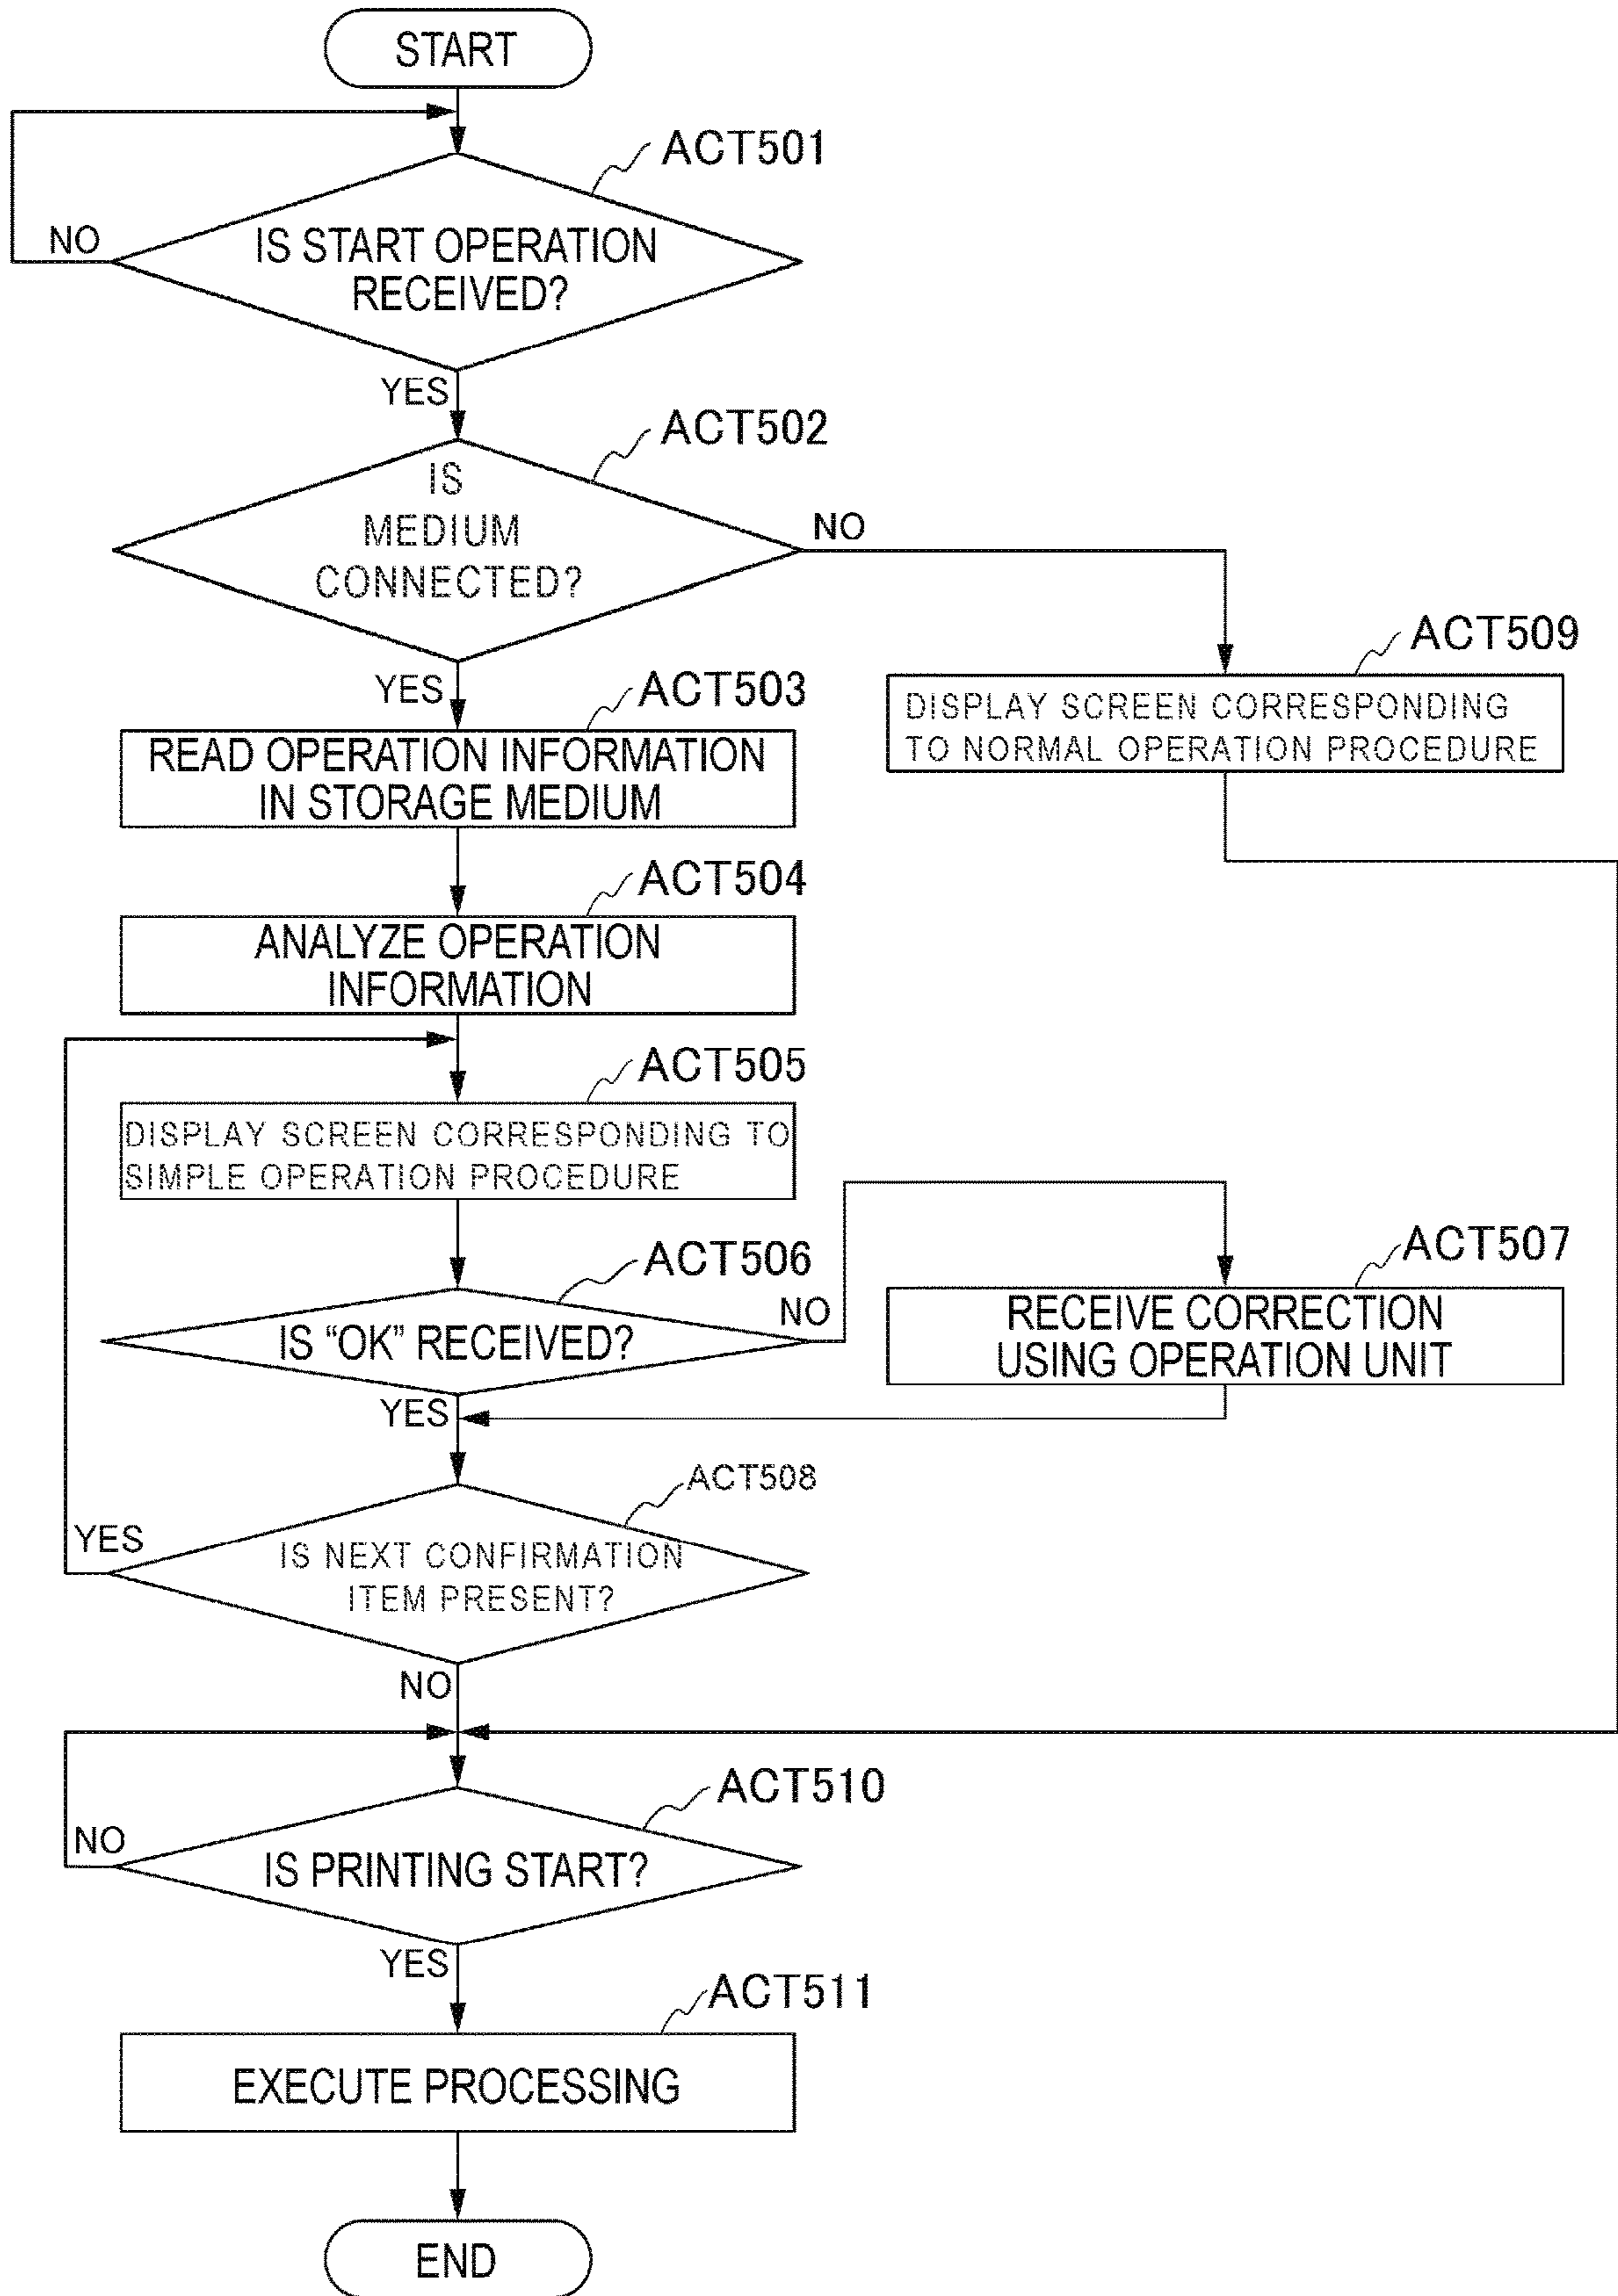 START
ACT501
NO
IS START OPERATION
RECEIVED?
YES
ACT502
IS
MEDIUM
CONNECTED?
NO
YES
ACT503
READ OPERATION INFORMATION
IN STORAGE MEDIUM
ACT509
DISPLAY SCREEN CORRESPONDING
TO NORMAL OPERATION PROCEDURE
ACT504
ANALYZE OPERATION
INFORMATION
ACT505
DISPLAY SCREEN CORRESPONDING TO
SIMPLE OPERATION PROCEDURE
ACT506
IS “OK” RECEIVED?
NO
ACT507
RECEIVE CORRECTION
USING OPERATION UNIT
YES
ACT508
YES
IS NEXT CONFIRMATION
ITEM PRESENT?
NO
ACT510
NO
IS PRINTING START?
YES
ACT511
EXECUTE PROCESSING
END